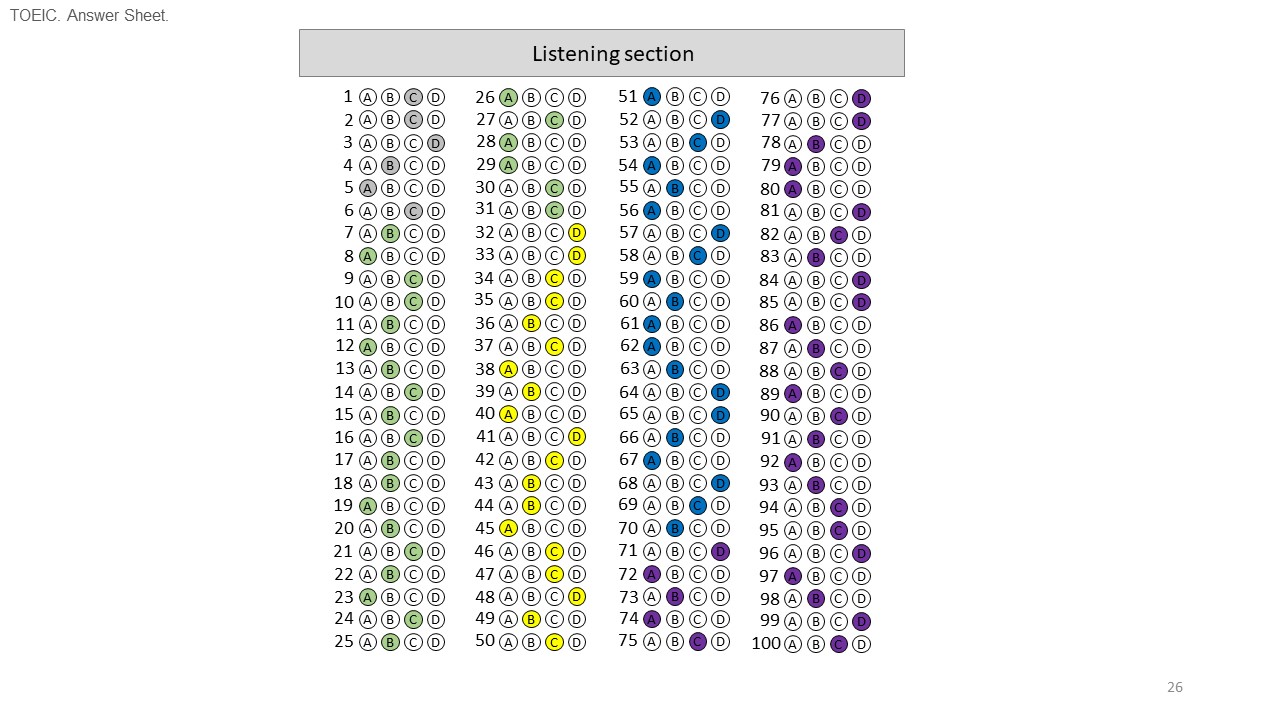 TOEIC. Answer Sheet.
Listening section
1 A B C D
2 A B C D
3 A B C D
4 A B C D
5 A B C D
6 A B C D
7 A B C D
8 A B C D
9 A B C D
10 A B C D
11 A B C D
12 A B C D
13 A B C D
14 A B C D
15 A B C D
16 A B C D
17 A B C D
18 A B C D
19 A B C D
20 A B C D
21 A B C D
22 A B C D
23 A B C D
24 A B C D
25 A B C D
26 A B C D
27 A B C D
28 A B C D
29 A B C D
30 A B C D
31 A B C D
32 A B C D
33 A B C D
34 A B C D
35 A B C D
36 A B C D
37 A B C D
38 A B C D
39 A B C D
40 A B C D
41 A B C D
42 A B C D
43 A B C D
44 A B C D
45 A B C D
46 A B C D
47 A B C D
48 A B C D
49 A B C D
50 A B C D
51 A B C D
52 A B C D
53 A B C D
54 A B C D
55 A B C D
56 A B C D
57 A B C D
58 A B C D
59 A B C D
60 A B C D
61 A B C D
62 A B C D
63 A B C D
64 A B C D
65 A B C D
66 A B C D
67 A B C D
68 A B C D
69 A B C D
70 A B C D
71 A B C D
72 A B C D
73 A B C D
74 A B C D
75 A B C D
76 A B C D
77 A B C D
78 A B C D
79 A B C D
80 A B C D
81 A B C D
82 A B C D
83 A B C D
84 A B C D
85 A B C D
86 A B C D
87 A B C D
88 A B C D
89 A B C D
90 A B C D
91 A B C D
92 A B C D
93 A B C D
94 A B C D
95 A B C D
96 A B C D
97 A B C D
98 A B C D
99 A B C D
100 A B C D
26